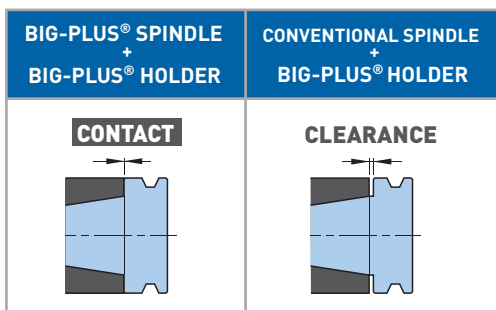 BIG-PLUS® SPINDLE
+
BIG-PLUS® HOLDER
CONVENTIONAL SPINDLE
+
BIG-PLUS® HOLDER
CONTACT
CLEARANCE